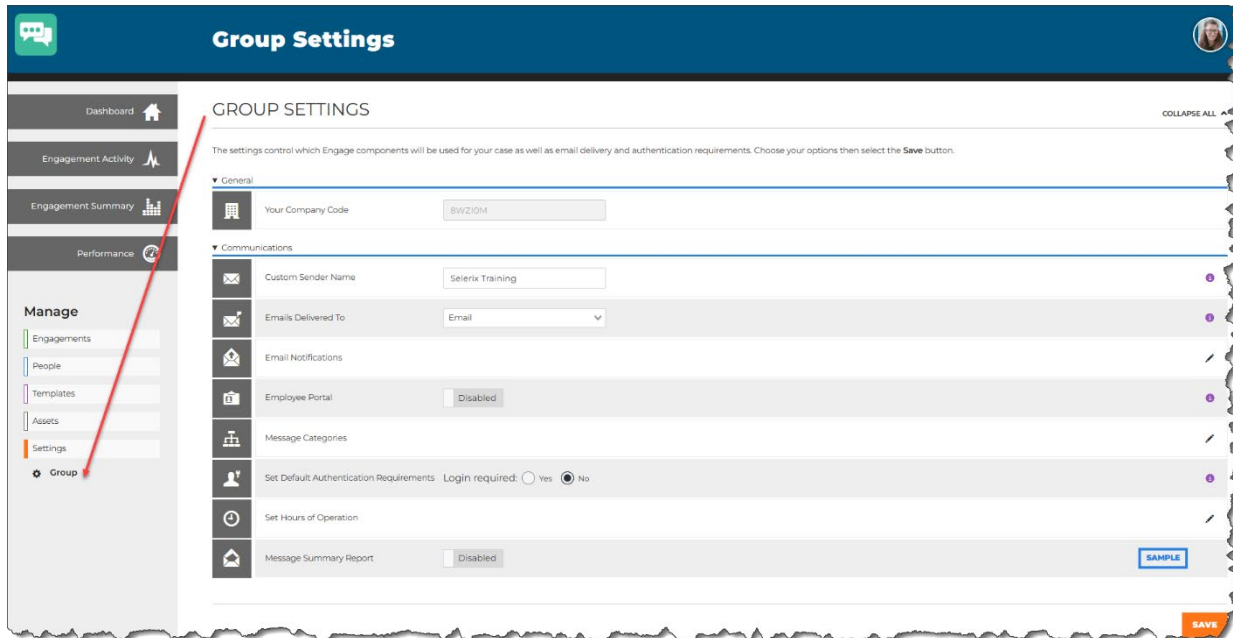 Group Settings
Dashboard
Engagement Activity
Engagement Summary
Performance
Manage
Engagements
People
Templates
Assets
Settings
Group
GROUP SETTINGS
COLLAPSE ALL
The settings control which Engage components will be used for your case as well as email delivery and authentication requirements. Choose your options then select the Save button.
General
Your Company Code
8WZI0M
Communications
Custom Sender Name
Selerix Training
Emails Delivered To
Email
Email Notifications
Employee Portal
Disabled
Message Categories
Set Default Authentication Requirements Login required: Yes No
Set Hours of Operation
Message Summary Report
Disabled
SAMPLE
SAVE